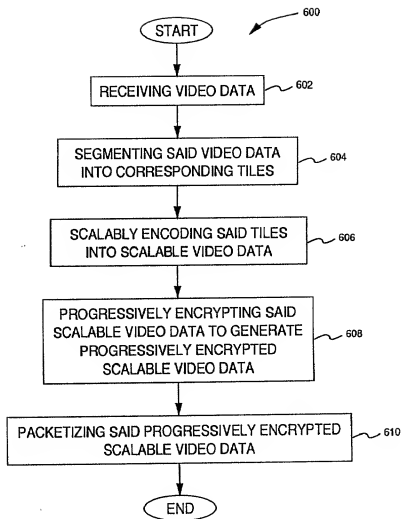 START
600
RECEIVING VIDEO DATA
602
SEGMENTING SAID VIDEO DATA
INTO CORRESPONDING TILES
604
SCALABLY ENCODING SAID TILES
INTO SCALABLE VIDEO DATA
606
PROGRESSIVELY ENCRYPTING SAID
SCALABLE VIDEO DATA TO GENERATE
PROGRESSIVELY ENCRYPTED
SCALABLE VIDEO DATA
608
PACKETIZING SAID PROGRESSIVELY ENCRYPTED
SCALABLE VIDEO DATA
610
END